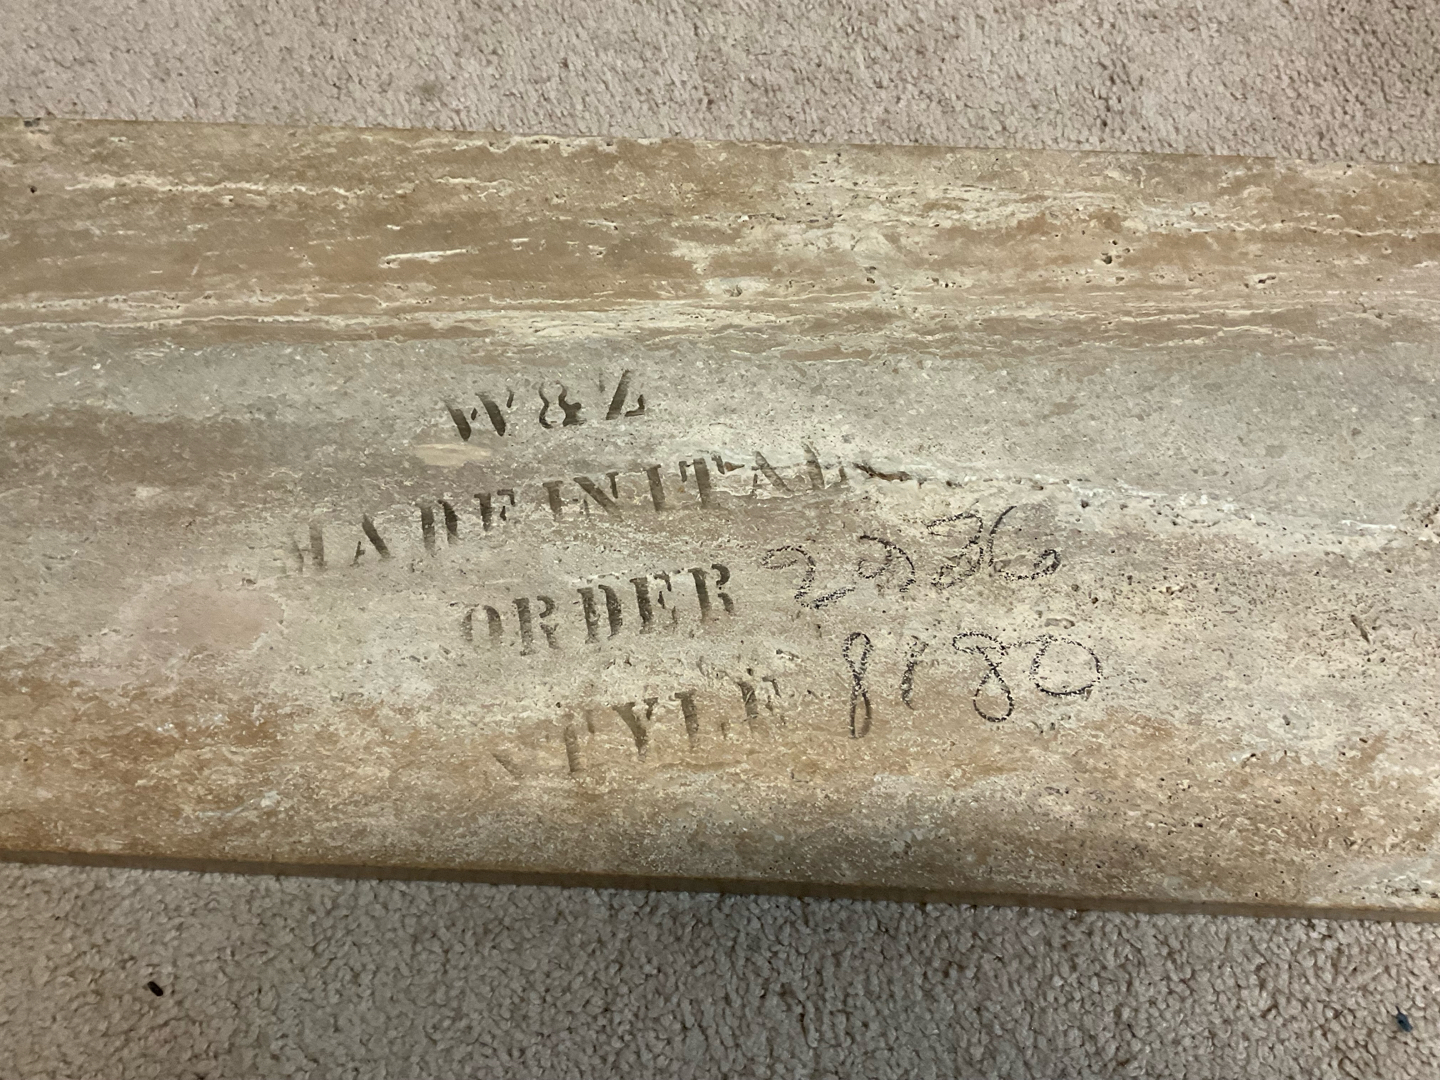 W & Z
MADE IN ITAL
ORDER 2236
STYLE 8180